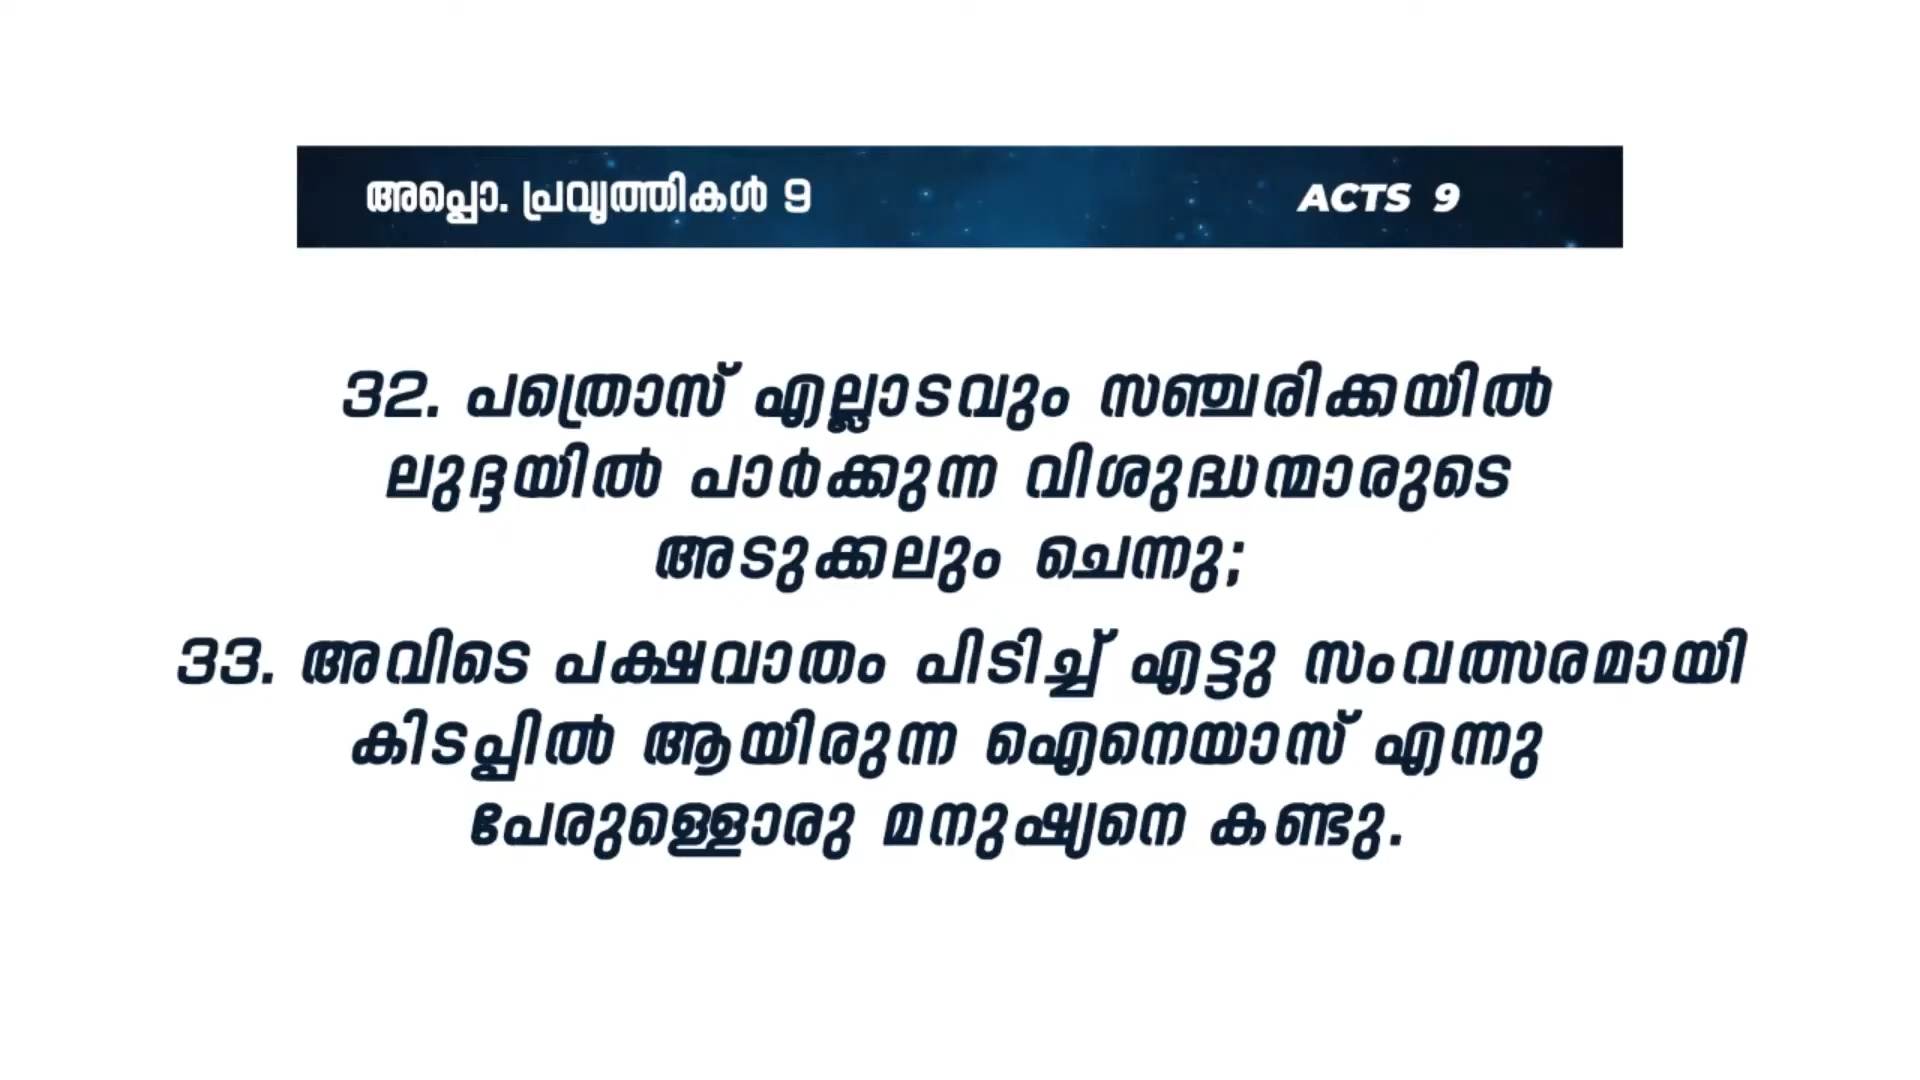 അപ്പൊ. പ്രവൃത്തികൾ 9
ACTS 9
32. പത്രൊസ് എല്ലാടവും സഞ്ചരിക്കയിൽ
ലുദ്ദയിൽ പാർക്കുന്ന വിശുദ്ധന്മാരുടെ
അടുക്കലും ചെന്നു;
33. അവിടെ പക്ഷവാതം പിടിച്ച് എട്ടു സംവത്സരമായി
കിടപ്പിൽ ആയിരുന്ന ഐനെയാസ് എന്നു
പേരുള്ളൊരു മനുഷ്യനെ കണ്ടു.